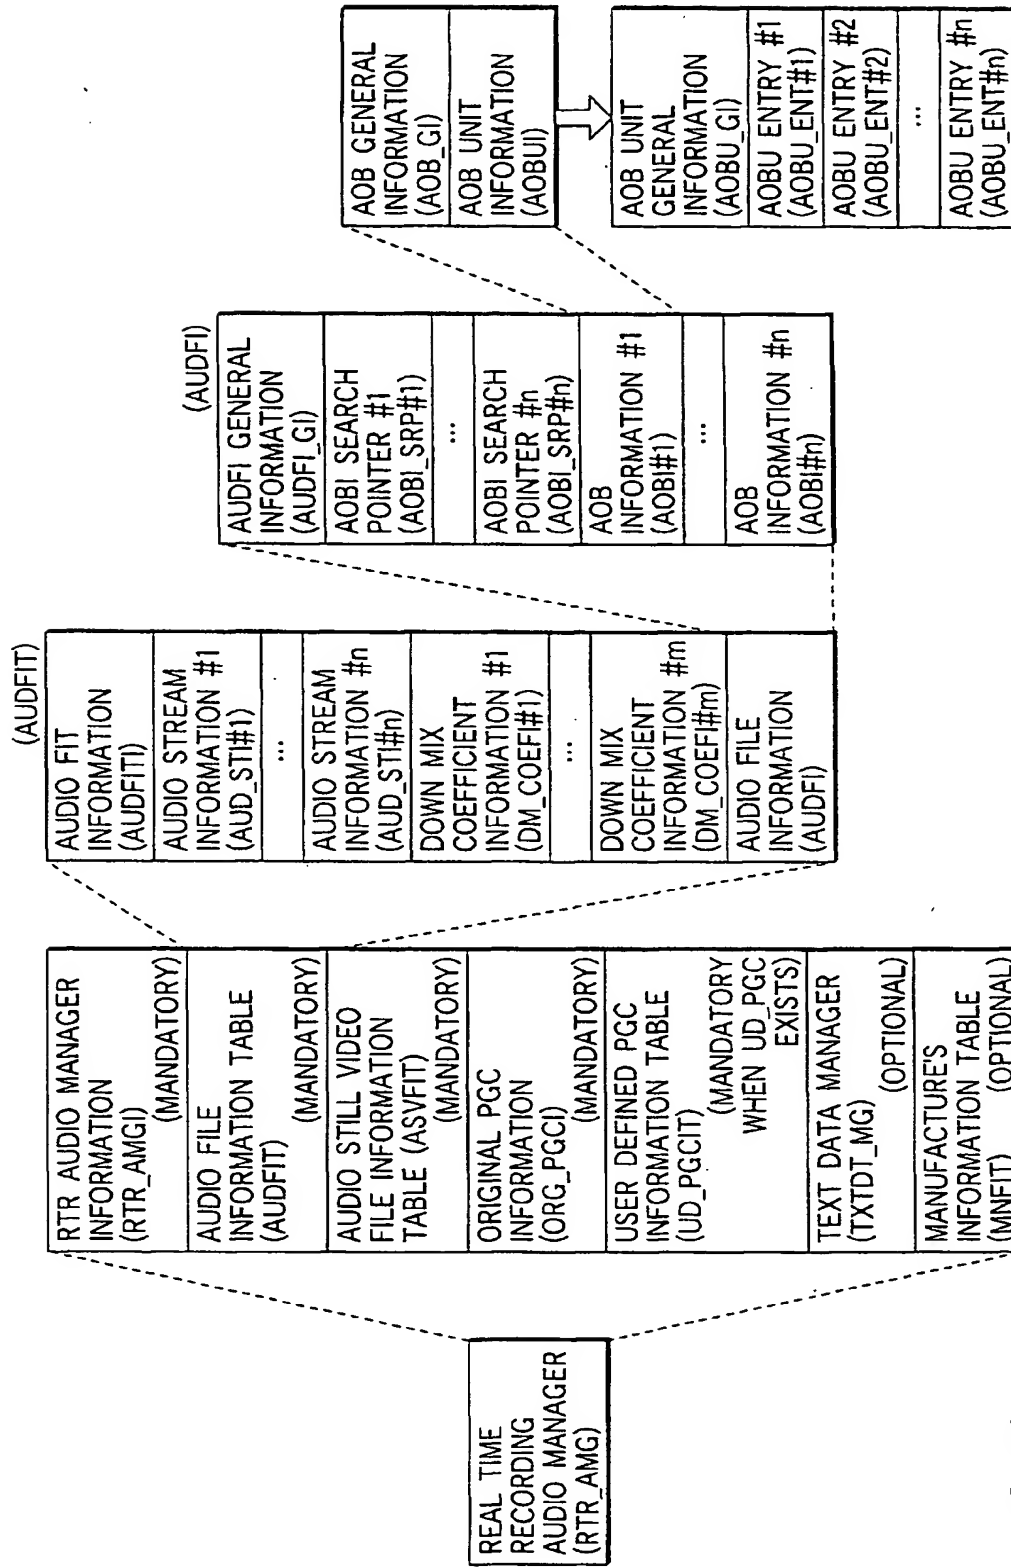 REAL TIME
RECORDING
AUDIO MANAGER
(RTR_AMG)
RTR AUDIO MANAGER
INFORMATION
(RTR_AMGI)
(MANDATORY)
AUDIO FILE
INFORMATION TABLE
(AUDFIT)
(MANDATORY)
AUDIO STILL VIDEO
FILE INFORMATION
TABLE (ASVFIT)
(MANDATORY)
ORIGINAL PGC
INFORMATION
(ORG_PGCI)
(MANDATORY)
USER DEFINED PGC
INFORMATION TABLE
(UD_PGCIT)
(MANDATORY
WHEN UD_PGC
EXISTS)
TEXT DATA MANAGER
(TXTDT_MG)
(OPTIONAL)
MANUFACTURE'S
INFORMATION TABLE
(MNFIT) (OPTIONAL)
(AUDFIT)
AUDIO FIT
INFORMATION
(AUDFITI)
AUDIO STREAM
INFORMATION #1
(AUD_STI#1)
...
AUDIO STREAM
INFORMATION #n
(AUD_STI#n)
DOWN MIX
COEFFICIENT
INFORMATION #1
(DM_COEFI#1)
...
DOWN MIX
COEFFICIENT
INFORMATION #m
(DM_COEFI#m)
AUDIO FILE
INFORMATION
(AUDFI)
(AUDFI)
AUDFI GENERAL
INFORMATION
(AUDFI_GI)
AOBI SEARCH
POINTER #1
(AOBI_SRP#1)
...
AOBI SEARCH
POINTER #n
(AOBI_SRP#n)
AOB
INFORMATION #1
(AOBI#1)
...
AOB
INFORMATION #n
(AOBI#n)
AOB GENERAL
INFORMATION
(AOB_GI)
AOB UNIT
INFORMATION
(AOBUI)
AOB UNIT
GENERAL
INFORMATION
(AOBU_GI)
AOBU ENTRY #1
(AOBU_ENT#1)
AOBU ENTRY #2
(AOBU_ENT#2)
...
AOBU ENTRY #n
(AOBU_ENT#n)